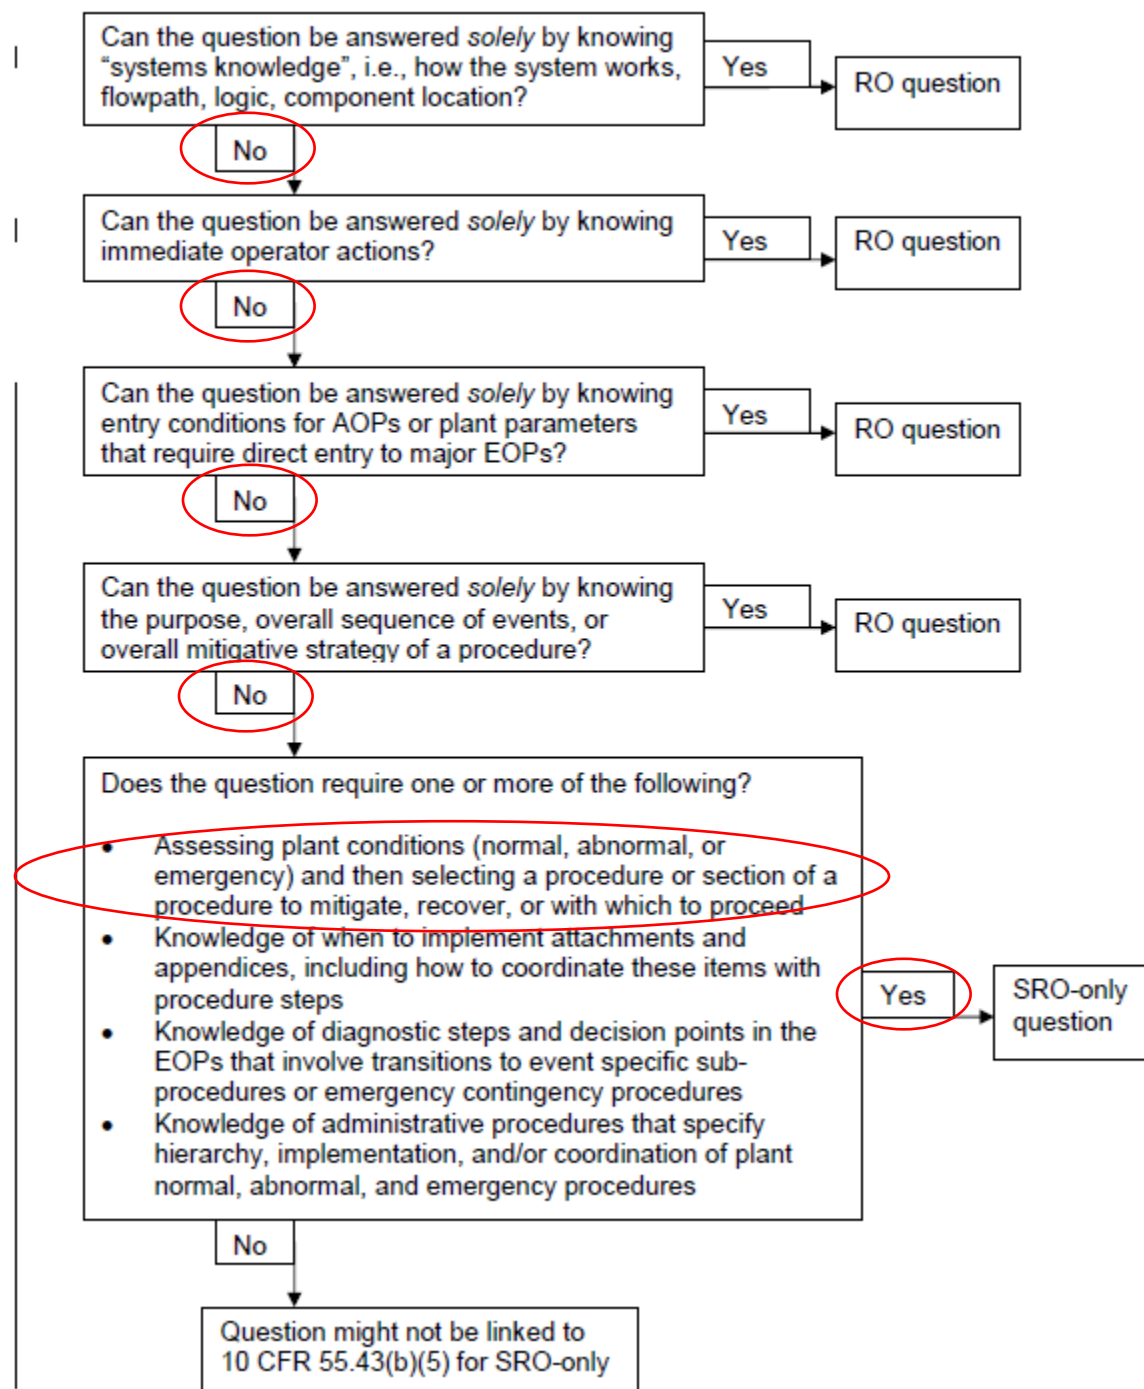 Can the question be answered solely by knowing
“systems knowledge”, i.e., how the system works,
flowpath, logic, component location?
Yes
RO question
No
Can the question be answered solely by knowing
immediate operator actions?
Yes
RO question
No
Can the question be answered solely by knowing
entry conditions for AOPs or plant parameters
that require direct entry to major EOPs?
Yes
RO question
No
Can the question be answered solely by knowing
the purpose, overall sequence of events, or
overall mitigative strategy of a procedure?
Yes
RO question
No
Does the question require one or more of the following?
• Assessing plant conditions (normal, abnormal, or
emergency) and then selecting a procedure or section of a
procedure to mitigate, recover, or with which to proceed
• Knowledge of when to implement attachments and
appendices, including how to coordinate these items with
procedure steps
• Knowledge of diagnostic steps and decision points in the
EOPs that involve transitions to event specific sub-
procedures or emergency contingency procedures
• Knowledge of administrative procedures that specify
hierarchy, implementation, and/or coordination of plant
normal, abnormal, and emergency procedures
Yes
SRO-only
question
No
Question might not be linked to
10 CFR 55.43(b)(5) for SRO-only